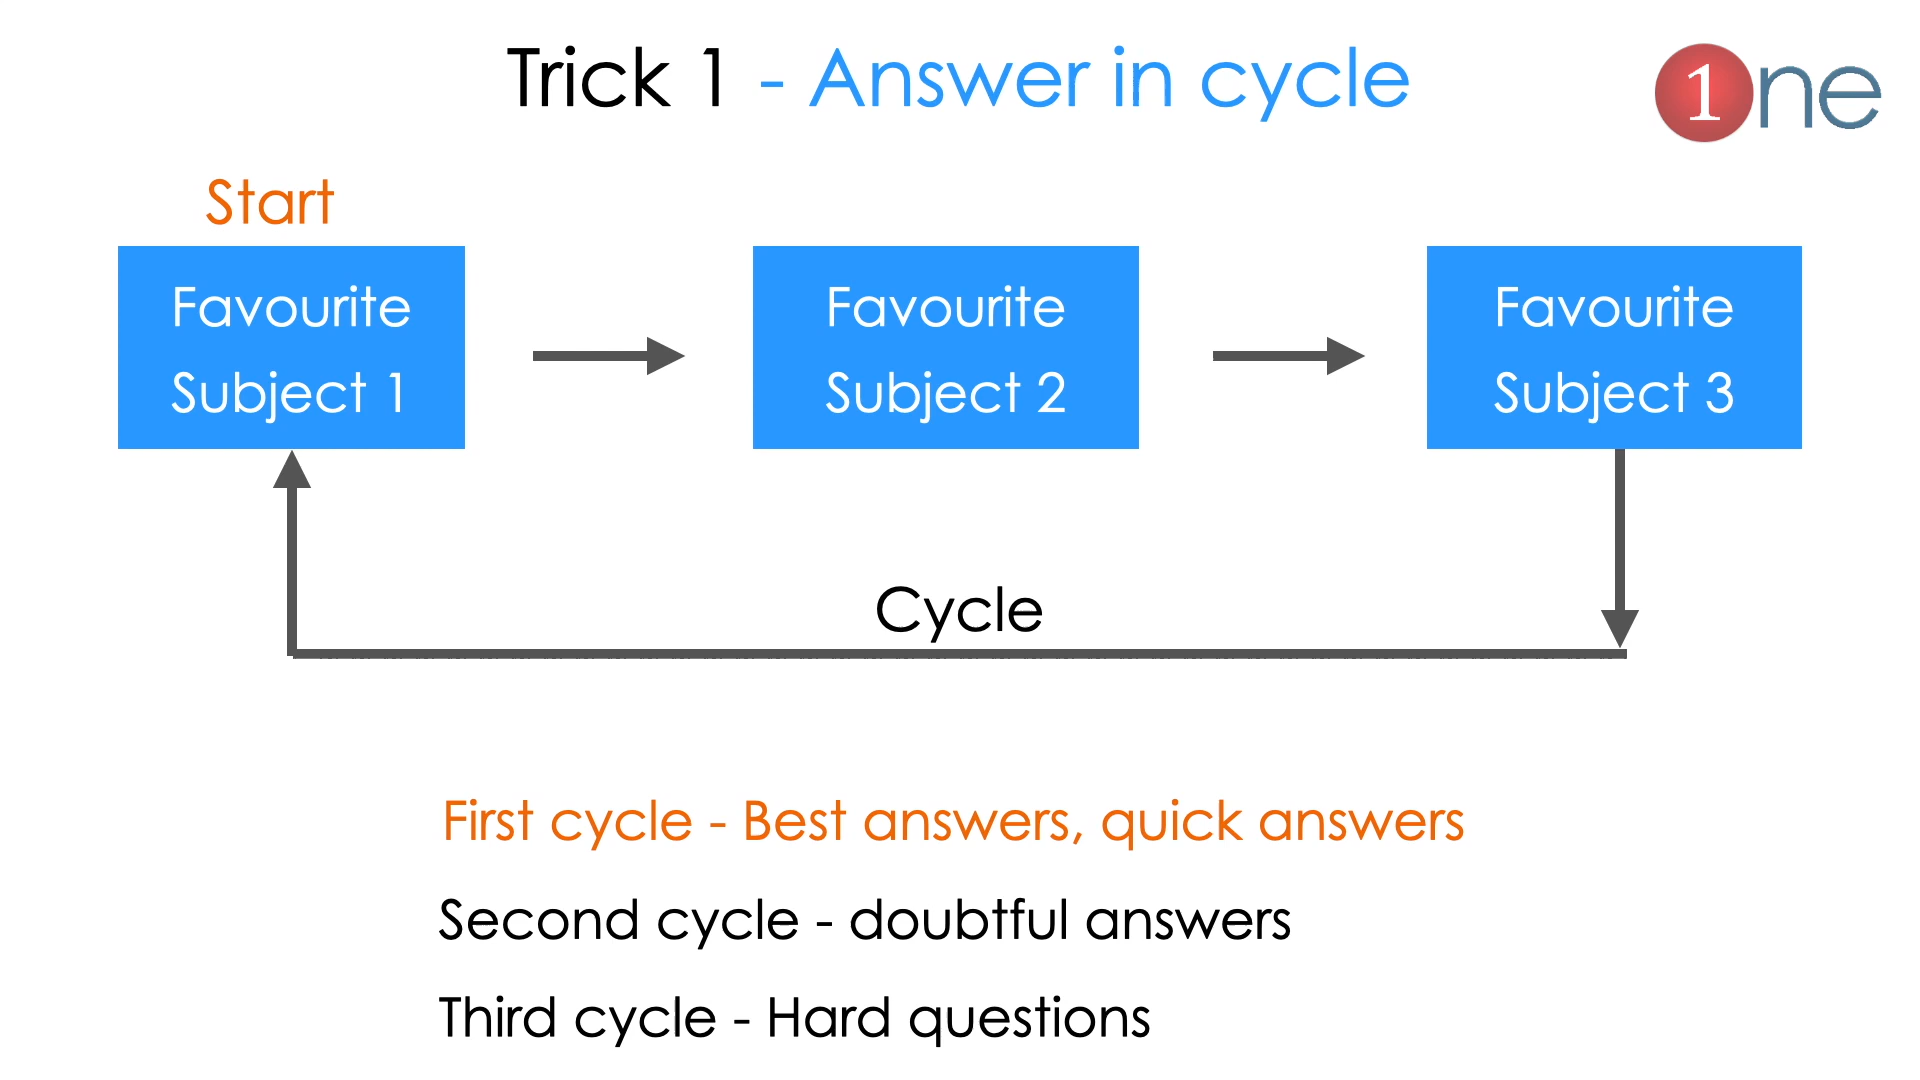 Trick 1 - Answer in cycle
1ne
Start
Favourite
Subject 1
Favourite
Subject 2
Favourite
Subject 3
Cycle
First cycle - Best answers, quick answers
Second cycle - doubtful answers
Third cycle - Hard questions